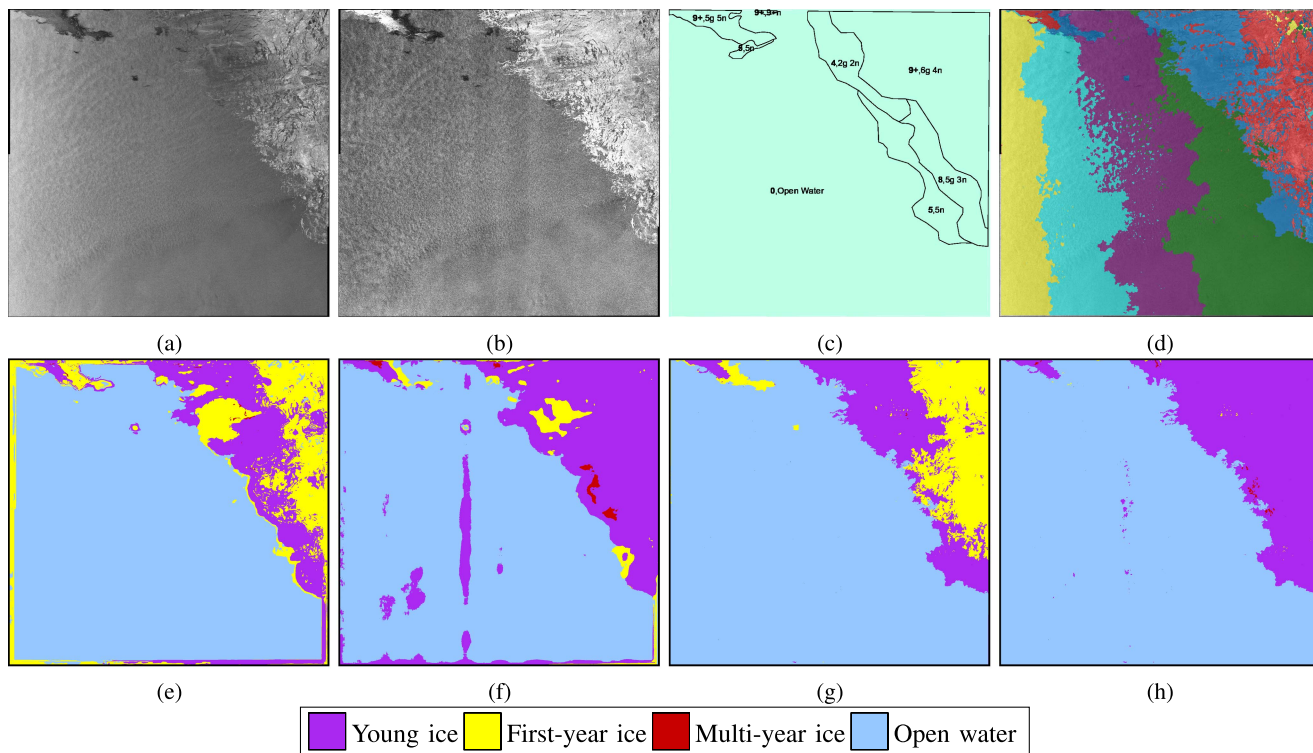 9+,5g 5n
9+,9+n
8,5n
4,2g 2n
9+,6g 4n
8,5g 3n
0,Open Water
5,5n
(a)
(b)
(c)
(d)
(e)
(f)
(g)
(h)
Young ice
First-year ice
Multi-year ice
Open water